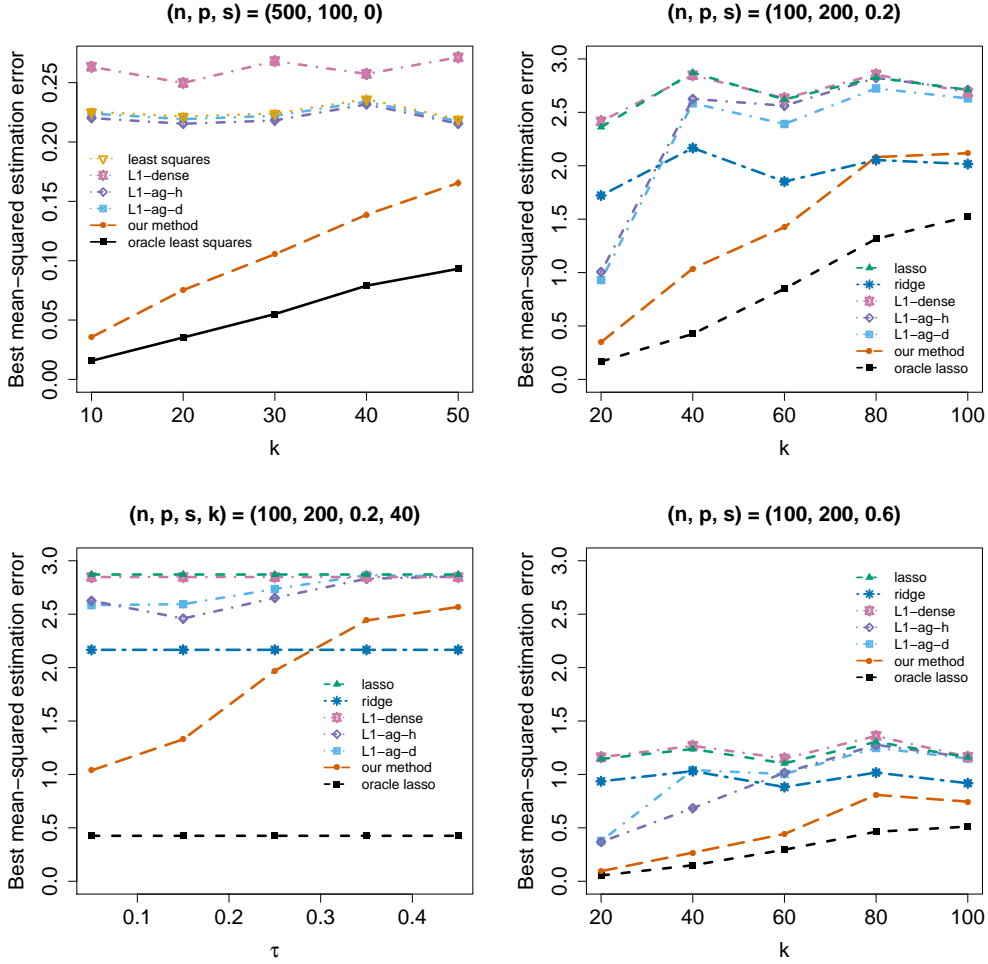 (n, p, s) = (500, 100, 0)
Best mean−squared estimation error
0.00 0.05 0.10 0.15 0.20 0.25
least squares
L1−dense
L1−ag−h
L1−ag−d
our method
oracle least squares
10 20 30 40 50
k
(n, p, s) = (100, 200, 0.2)
Best mean−squared estimation error
0.0 0.5 1.0 1.5 2.0 2.5 3.0
lasso
ridge
L1−dense
L1−ag−h
L1−ag−d
our method
oracle lasso
20 40 60 80 100
k
(n, p, s, k) = (100, 200, 0.2, 40)
Best mean−squared estimation error
0.0 0.5 1.0 1.5 2.0 2.5 3.0
lasso
ridge
L1−dense
L1−ag−h
L1−ag−d
our method
oracle lasso
0.1 0.2 0.3 0.4
τ
(n, p, s) = (100, 200, 0.6)
Best mean−squared estimation error
0.0 0.5 1.0 1.5 2.0 2.5 3.0
lasso
ridge
L1−dense
L1−ag−h
L1−ag−d
our method
oracle lasso
20 40 60 80 100
k